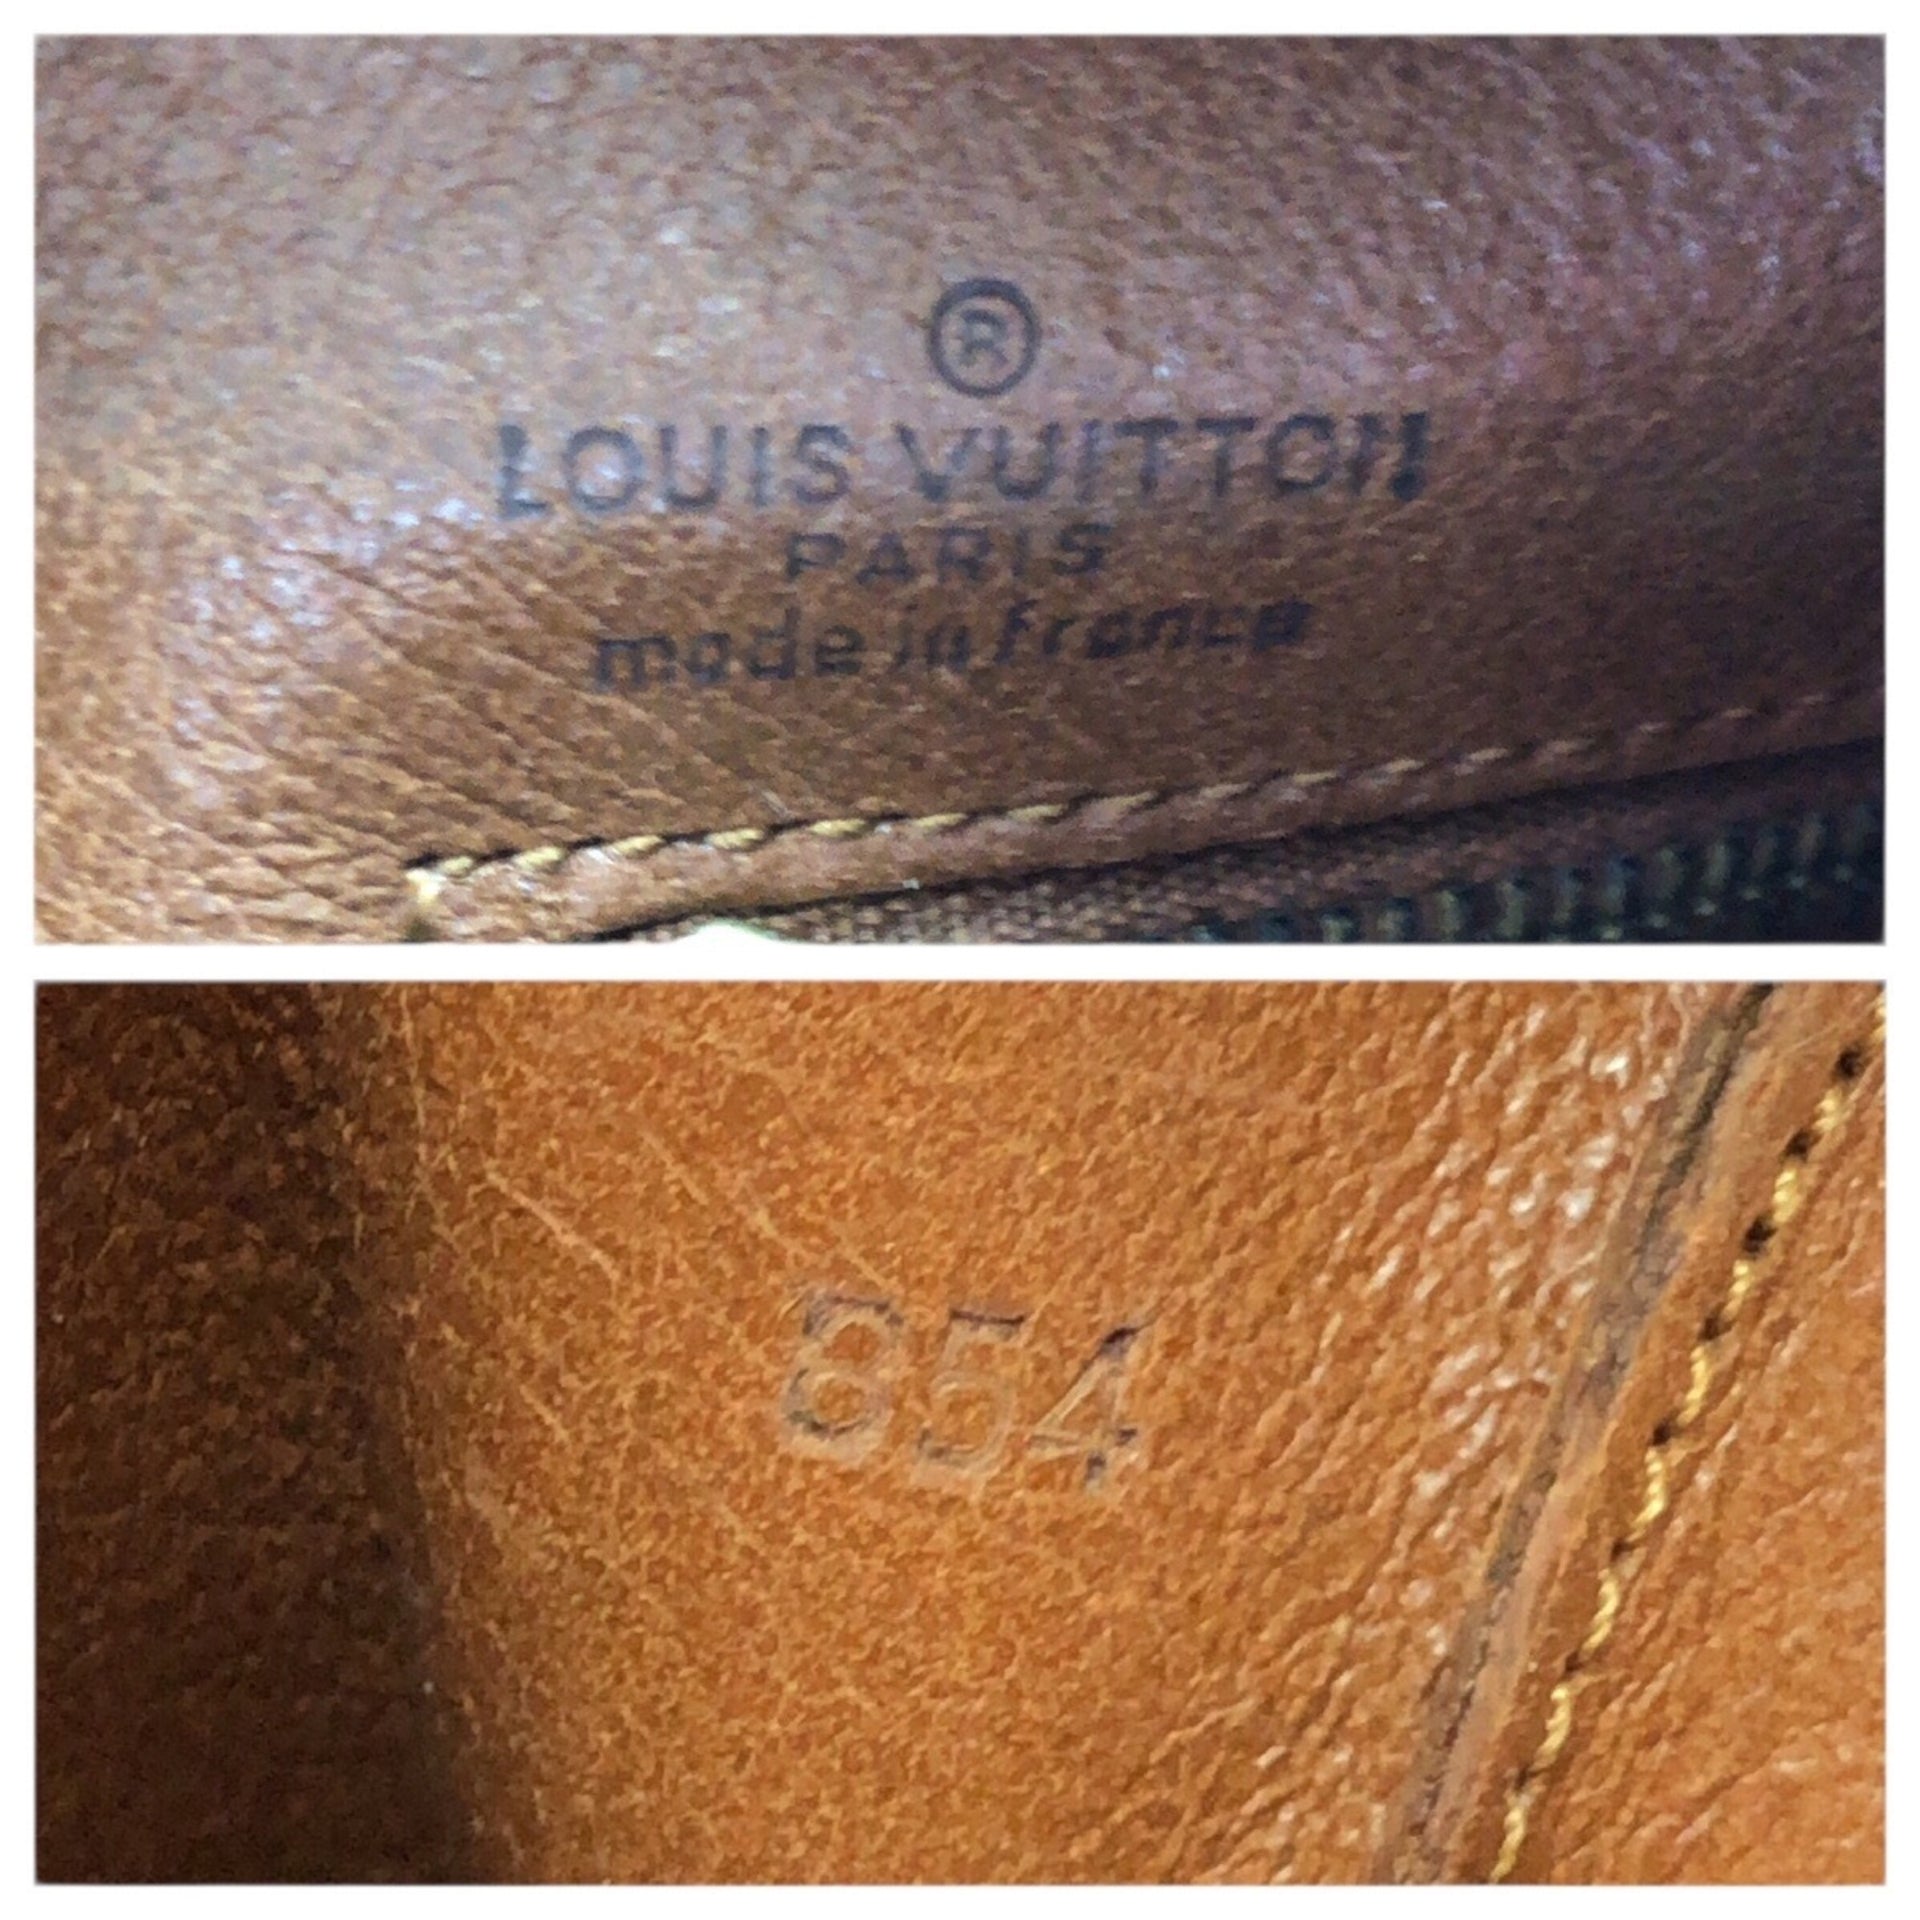 ®
LOUIS VUITTON
PARIS
made in france
854